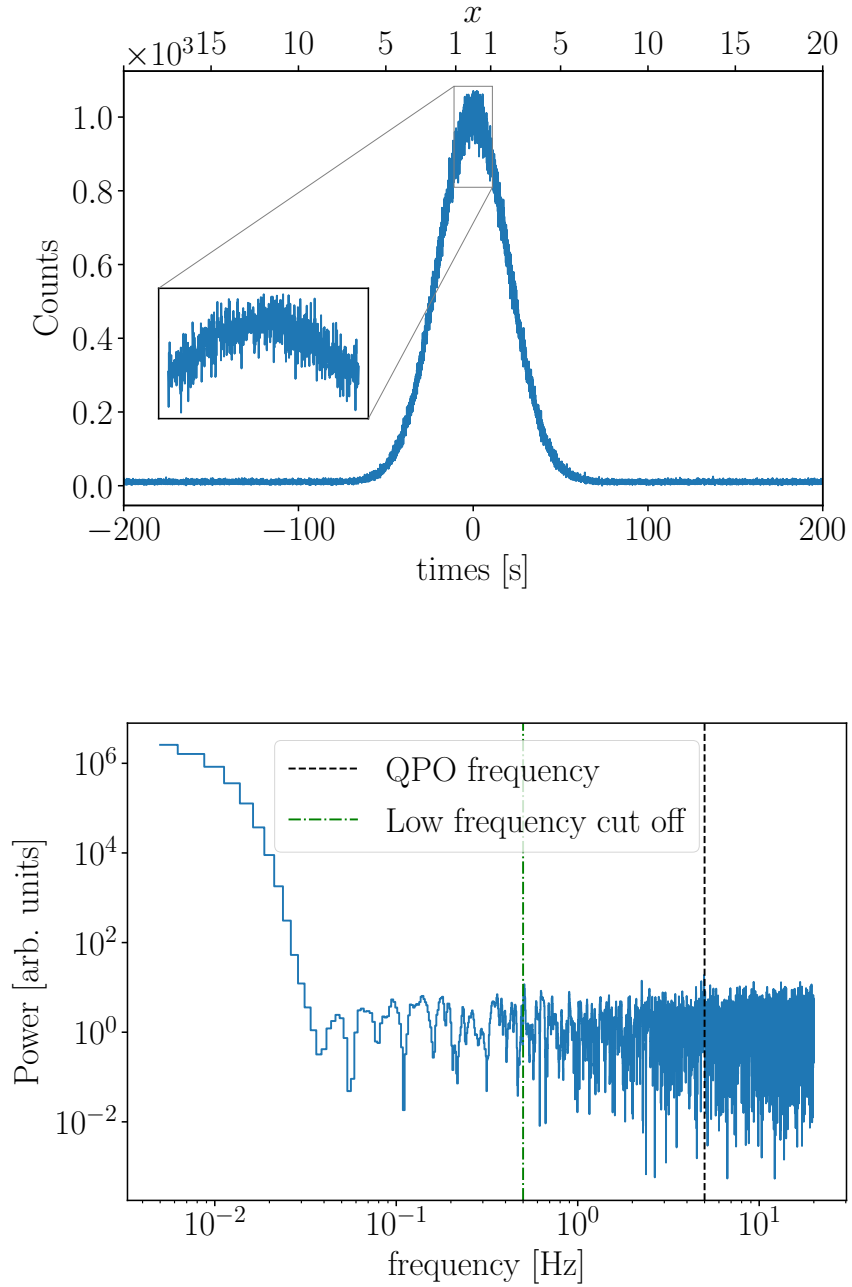 x
×10³ 15 10 5 1 1 5 10 15 20
1.0
0.8
0.6
0.4
0.2
0.0
Counts
−200 −100 0 100 200
times [s]
QPO frequency
Low frequency cut off
10⁶
10⁴
10²
10⁰
10⁻²
Power [arb. units]
10⁻² 10⁻¹ 10⁰ 10¹
frequency [Hz]